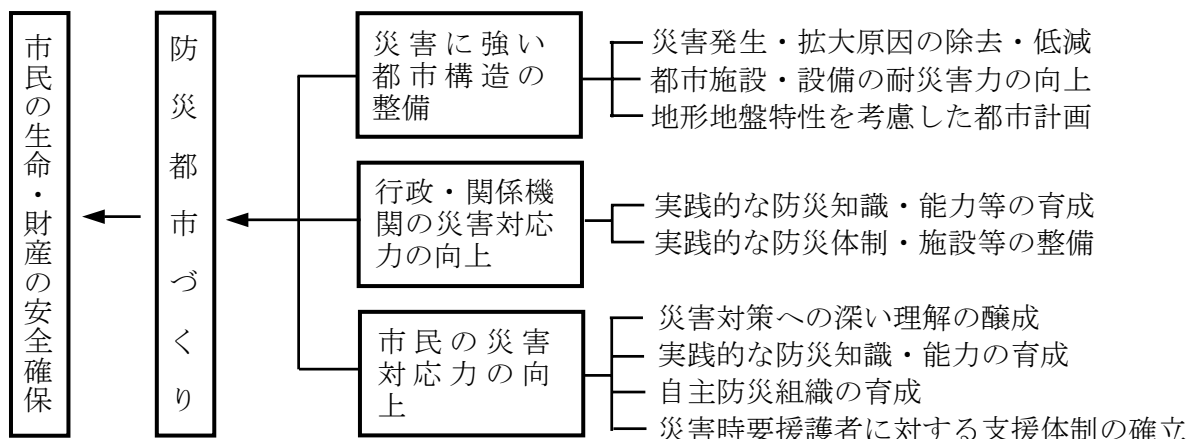 市民の生命・財産の安全確保
防災都市づくり
災害に強い
都市構造の
整備
災害発生・拡大原因の除去・低減
都市施設・設備の耐災害力の向上
地形地盤特性を考慮した都市計画
行政・関係機
関の災害対応
力の向上
実践的な防災知識・能力等の育成
実践的な防災体制・施設等の整備
市民の災害
対応力の向
上
災害対策への深い理解の醸成
実践的な防災知識・能力の育成
自主防災組織の育成
災害時要援護者に対する支援体制の確立